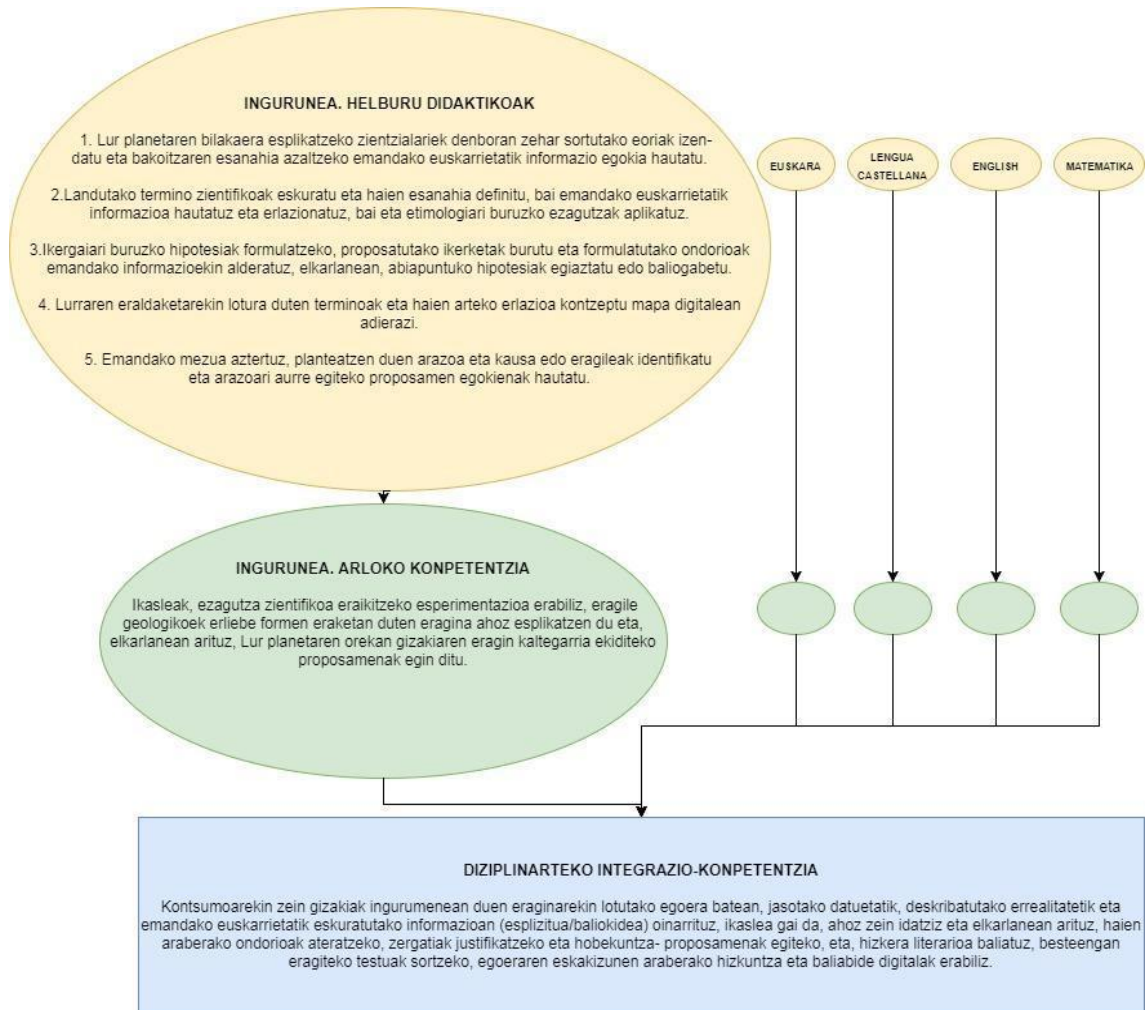 INGURUNEA. HELBURU DIDAKTIKOAK
1. Lur planetaren bilakaera esplikatzeko zientzialariek denboran zehar sortutako eoriak izen-
datu eta bakoitzaren esanahia azaltzeko emandako euskarrietatik informazio egokia hautatu.
2.Landutako termino zientifikoak eskuratu eta haien esanahia definitu, bai emandako euskarrietatik
informazioa hautatuz eta erlazionatuz, bai eta etimologiari buruzko ezagutzak aplikatuz.
3.Ikergaiari buruzko hipotesiak formulatzeko, proposatutako ikerketak burutu eta formulatutako ondorioak
emandako informazioekin alderatuz, elkarlanean, abiapuntuko hipotesiak egiaztatu edo baliogabetu.
4. Lurraren eraldaketarekin lotura duten terminoak eta haien arteko erlazioa kontzeptu mapa digitalean
adierazi.
5. Emandako mezua aztertuz, planteatzen duen arazoa eta kausa edo eragileak identifikatu
eta arazoari aurre egiteko proposamen egokienak hautatu.
EUSKARA
LENGUA
CASTELLANA
ENGLISH
MATEMATIKA
INGURUNEA. ARLOKO KONPETENTZIA
Ikasleak, ezagutza zientifikoa eraikitzeko esperimentazioa erabiliz, eragile
geologikoek erliebe formen eraketan duten eragina ahoz esplikatzen du eta,
elkarlanean arituz, Lur planetaren orekan gizakiaren eragin kaltegarria ekiditeko
proposamenak egin ditu.
DIZIPLINARTEKO INTEGRAZIO-KONPETENTZIA
Kontsumoarekin zein gizakiak ingurumenean duen eraginarekin lotutako egoera batean, jasotako datuetatik, deskribatutako errealitatetik eta
emandako euskarrietatik eskuratutako informazioan (esplizitua/baliokidea) oinarrituz, ikaslea gai da, ahoz zein idatziz eta elkarlanean arituz, haien
araberako ondorioak ateratzeko, zergatiak justifikatzeko eta hobekuntza- proposamenak egiteko, eta, hizkera literarioa baliatuz, besteengan
eragiteko testuak sortzeko, egoeraren eskakizunen araberako hizkuntza eta baliabide digitalak erabiliz.